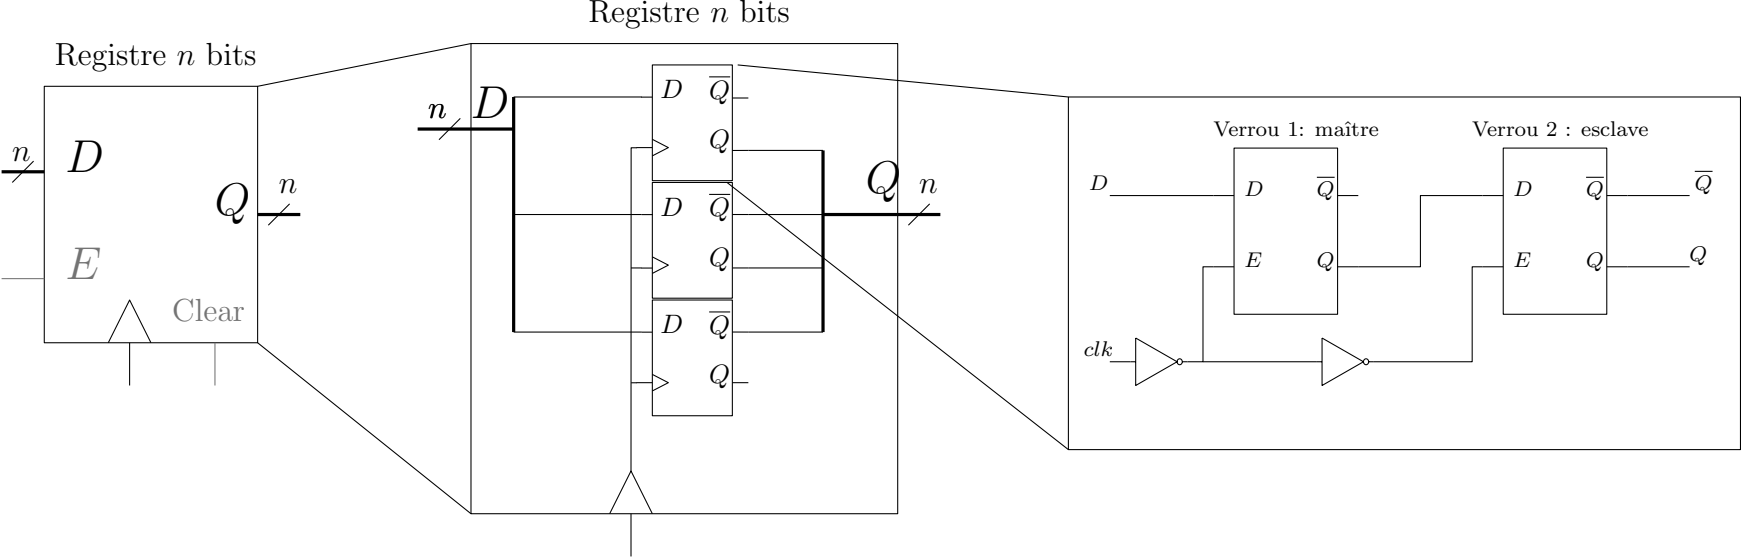 Registre n bits
n
D
Q
n
E
Clear
Registre n bits
n
D
D
Q̅
Q
D
Q̅
Q
D
Q̅
Q
Q
n
Verrou 1: maître
D
D
Q̅
E
Q
clk
Verrou 2 : esclave
D
Q̅
E
Q
Q̅
Q